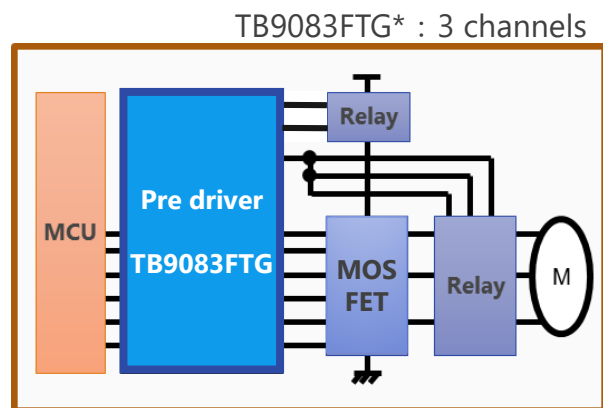 TB9083FTG* : 3 channels
Relay
Pre driver
TB9083FTG
MCU
MOS
FET
Relay
M